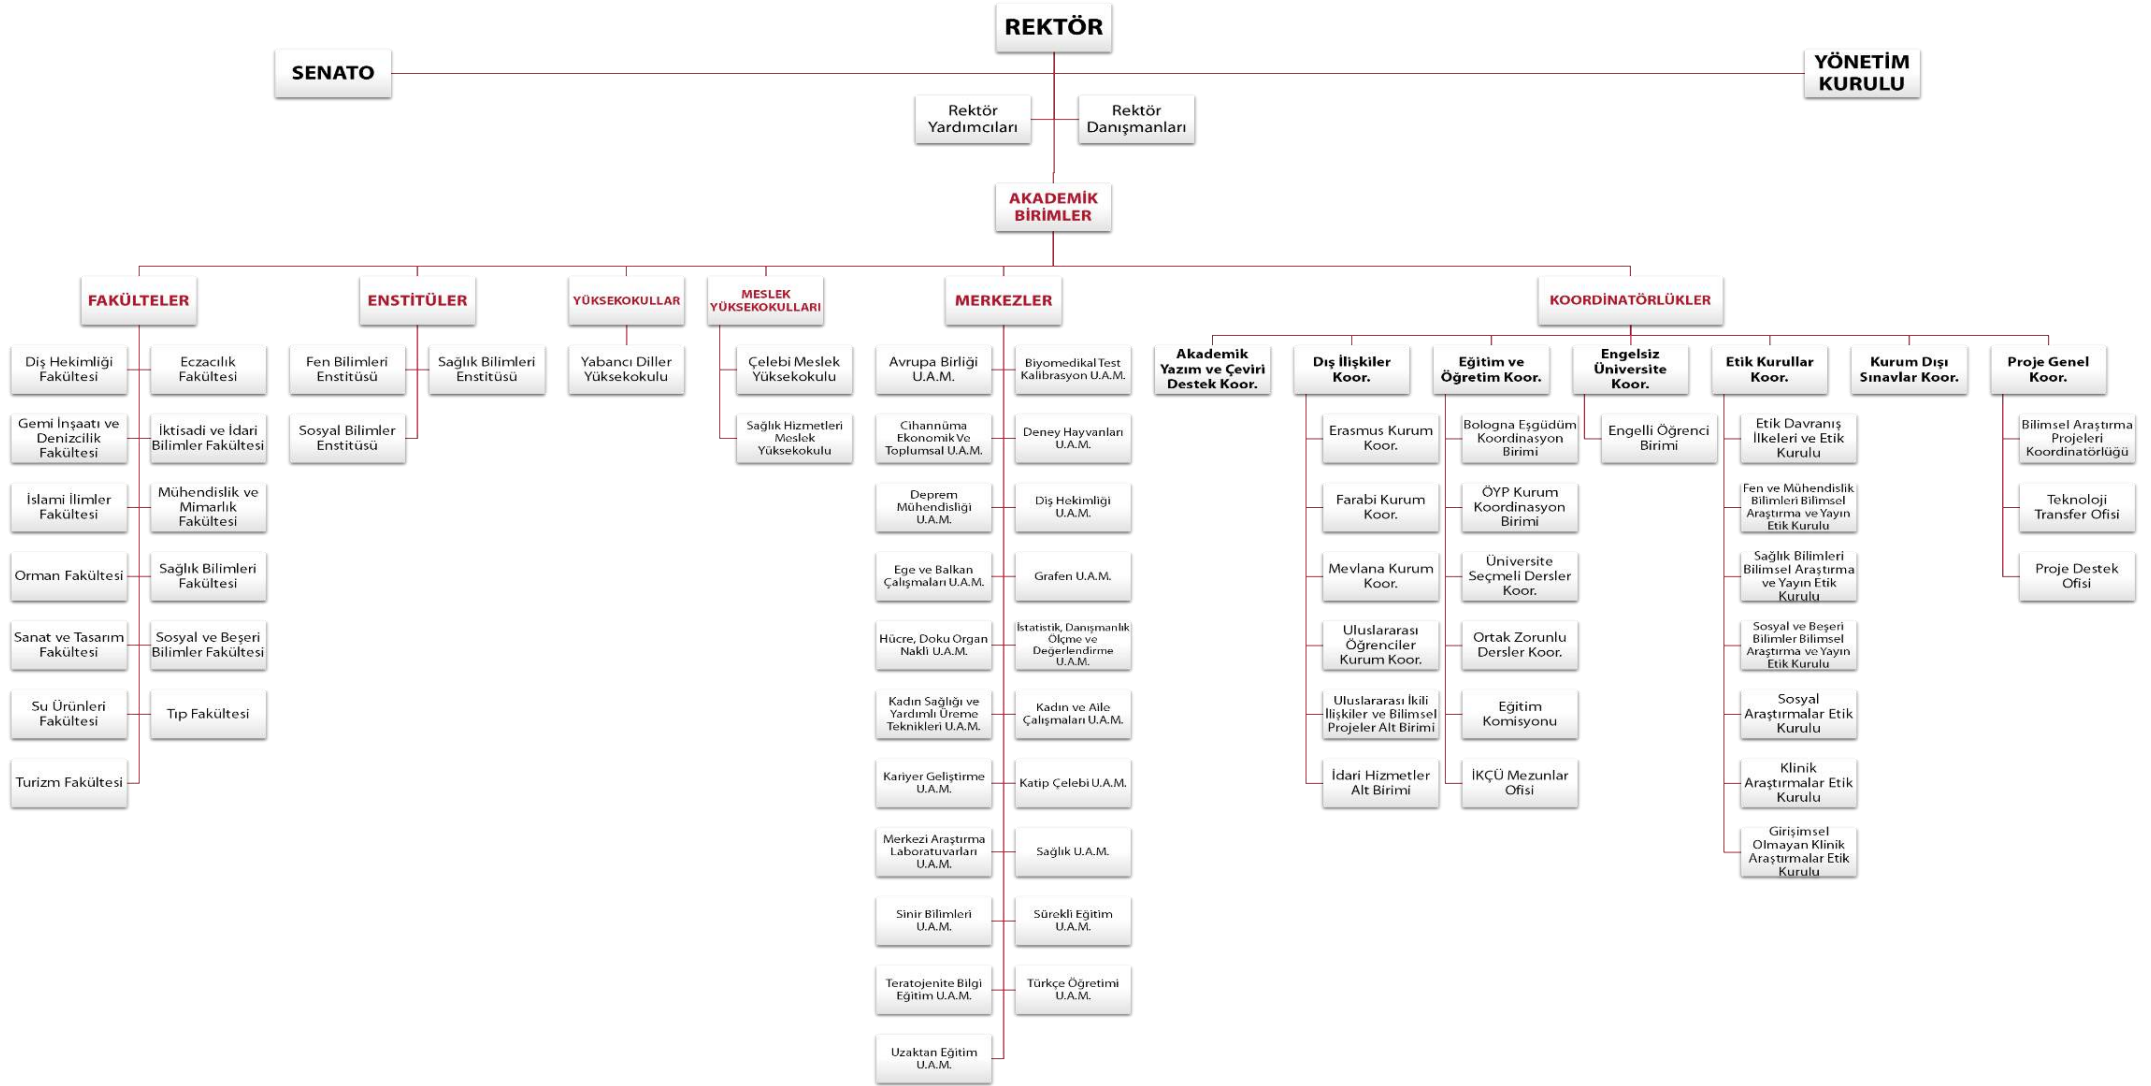 REKTÖR
SENATO
YÖNETİM
KURULU
Rektör
Yardımcıları
Rektör
Danışmanları
AKADEMİK
BİRİMLER
FAKÜLTELER
Diş Hekimliği
Fakültesi
Eczacılık
Fakültesi
Gemi İnşaatı ve
Denizcilik
Fakültesi
İktisadi ve İdari
Bilimler Fakültesi
İslami İlimler
Fakültesi
Mühendislik ve
Mimarlık
Fakültesi
Orman Fakültesi
Sağlık Bilimleri
Fakültesi
Sanat ve Tasarım
Fakültesi
Sosyal ve Beşeri
Bilimler Fakültesi
Su Ürünleri
Fakültesi
Tıp Fakültesi
Turizm Fakültesi
ENSTİTÜLER
Fen Bilimleri
Enstitüsü
Sağlık Bilimleri
Enstitüsü
Sosyal Bilimler
Enstitüsü
YÜKSEKOKULLAR
Yabancı Diller
Yüksekokulu
MESLEK
YÜKSEKOKULLARI
Çelebi Meslek
Yüksekokulu
Sağlık Hizmetleri
Meslek
Yüksekokulu
MERKEZLER
Avrupa Birliği
U.A.M.
Biyomedikal Test
Kalibrasyon U.A.M.
Cihannüma
Ekonomik Ve
Toplumsal U.A.M.
Deney Hayvanları
U.A.M.
Deprem
Mühendisliği
U.A.M.
Diş Hekimliği
U.A.M.
Ege ve Balkan
Çalışmaları U.A.M.
Grafen U.A.M.
Hücre, Doku Organ
Nakli U.A.M.
İstatistik, Danışmanlık
Ölçme ve
Değerlendirme
U.A.M.
Kadın Sağlığı ve
Yardımlı Üreme
Teknikleri U.A.M.
Kadın ve Aile
Çalışmaları U.A.M.
Kariyer Geliştirme
U.A.M.
Katip Çelebi U.A.M.
Merkezi Araştırma
Laboratuvarları
U.A.M.
Sağlık U.A.M.
Sinir Bilimleri
U.A.M.
Sürekli Eğitim
U.A.M.
Teratojenite Bilgi
Eğitim U.A.M.
Türkçe Öğretimi
U.A.M.
Uzaktan Eğitim
U.A.M.
KOORDİNATÖRLÜKLER
Akademik
Yazım ve Çeviri
Destek Koor.
Dış İlişkiler
Koor.
Erasmus Kurum
Koor.
Farabi Kurum
Koor.
Mevlana Kurum
Koor.
Uluslararası
Öğrenciler
Kurum Koor.
Uluslararası İkili
İlişkiler ve Bilimsel
Projeler Alt Birimi
İdari Hizmetler
Alt Birimi
Eğitim ve
Öğretim Koor.
Bologna Eşgüdüm
Koordinasyon
Birimi
ÖYP Kurum
Koordinasyon
Birimi
Üniversite
Seçmeli Dersler
Koor.
Ortak Zorunlu
Dersler Koor.
Eğitim
Komisyonu
İKÇÜ Mezunlar
Ofisi
Engelsiz
Üniversite
Koor.
Engelli Öğrenci
Birimi
Etik Kurullar
Koor.
Etik Davranış
İlkeleri ve Etik
Kurulu
Fen ve Mühendislik
Bilimleri Bilimsel
Araştırma ve Yayın
Etik Kurulu
Sağlık Bilimleri
Bilimsel Araştırma
ve Yayın Etik
Kurulu
Sosyal ve Beşeri
Bilimler Bilimsel
Araştırma ve Yayın
Etik Kurulu
Sosyal
Araştırmalar Etik
Kurulu
Klinik
Araştırmalar Etik
Kurulu
Girişimsel
Olmayan Klinik
Araştırmalar Etik
Kurulu
Kurum Dışı
Sınavlar Koor.
Proje Genel
Koor.
Bilimsel Araştırma
Projeleri
Koordinatörlüğü
Teknoloji
Transfer Ofisi
Proje Destek
Ofisi